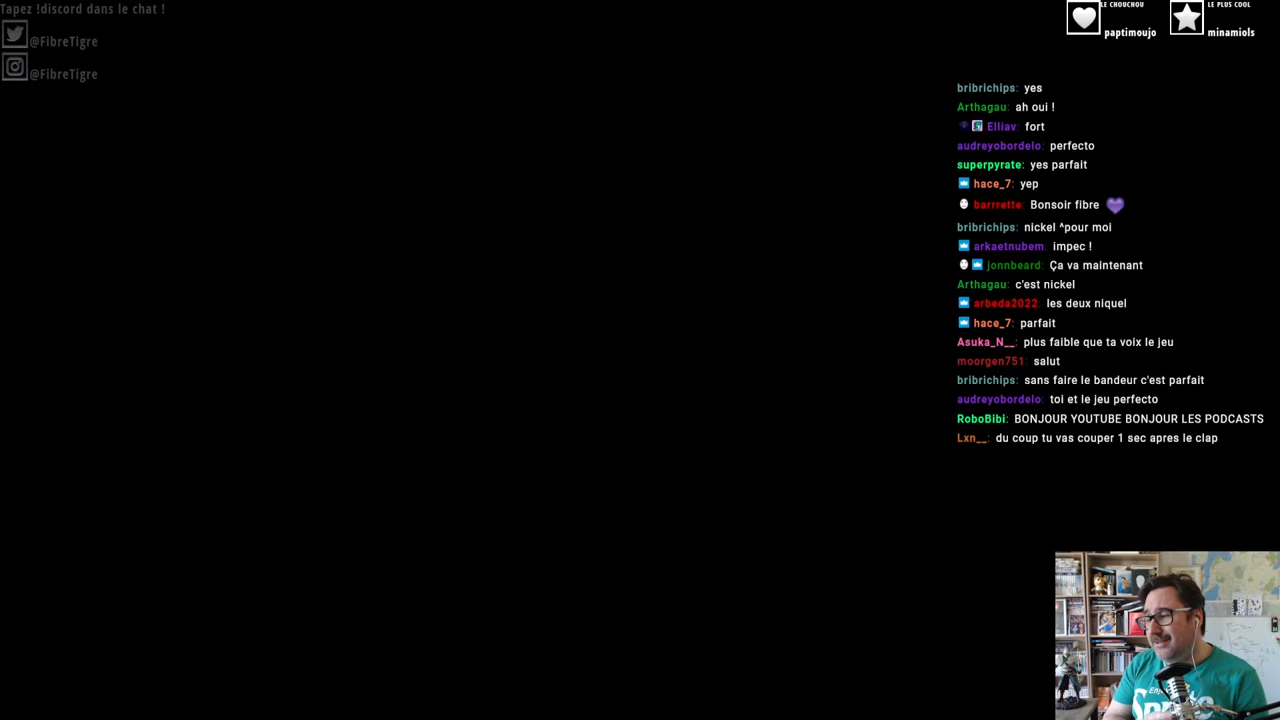 Tapez !discord dans le chat !
@FibreTigre
@FibreTigre
LE CHOUCHOU
paptimoujo
LE PLUS COOL
minamiols
bribrichips: yes
Arthagau: ah oui !
Elliav: fort
audreyobordelo: perfecto
superpyrate: yes parfait
hace_7: yep
barrrette: Bonsoir fibre
bribrichips: nickel ^pour moi
arkaetnubem: impec !
jonnbeard: Ça va maintenant
Arthagau: c'est nickel
arbeda2022: les deux niquel
hace_7: parfait
Asuka_N__: plus faible que ta voix le jeu
moorgen751: salut
bribrichips: sans faire le bandeur c'est parfait
audreyobordelo: toi et le jeu perfecto
RoboBibi: BONJOUR YOUTUBE BONJOUR LES PODCASTS
Lxn__: du coup tu vas couper 1 sec apres le clap